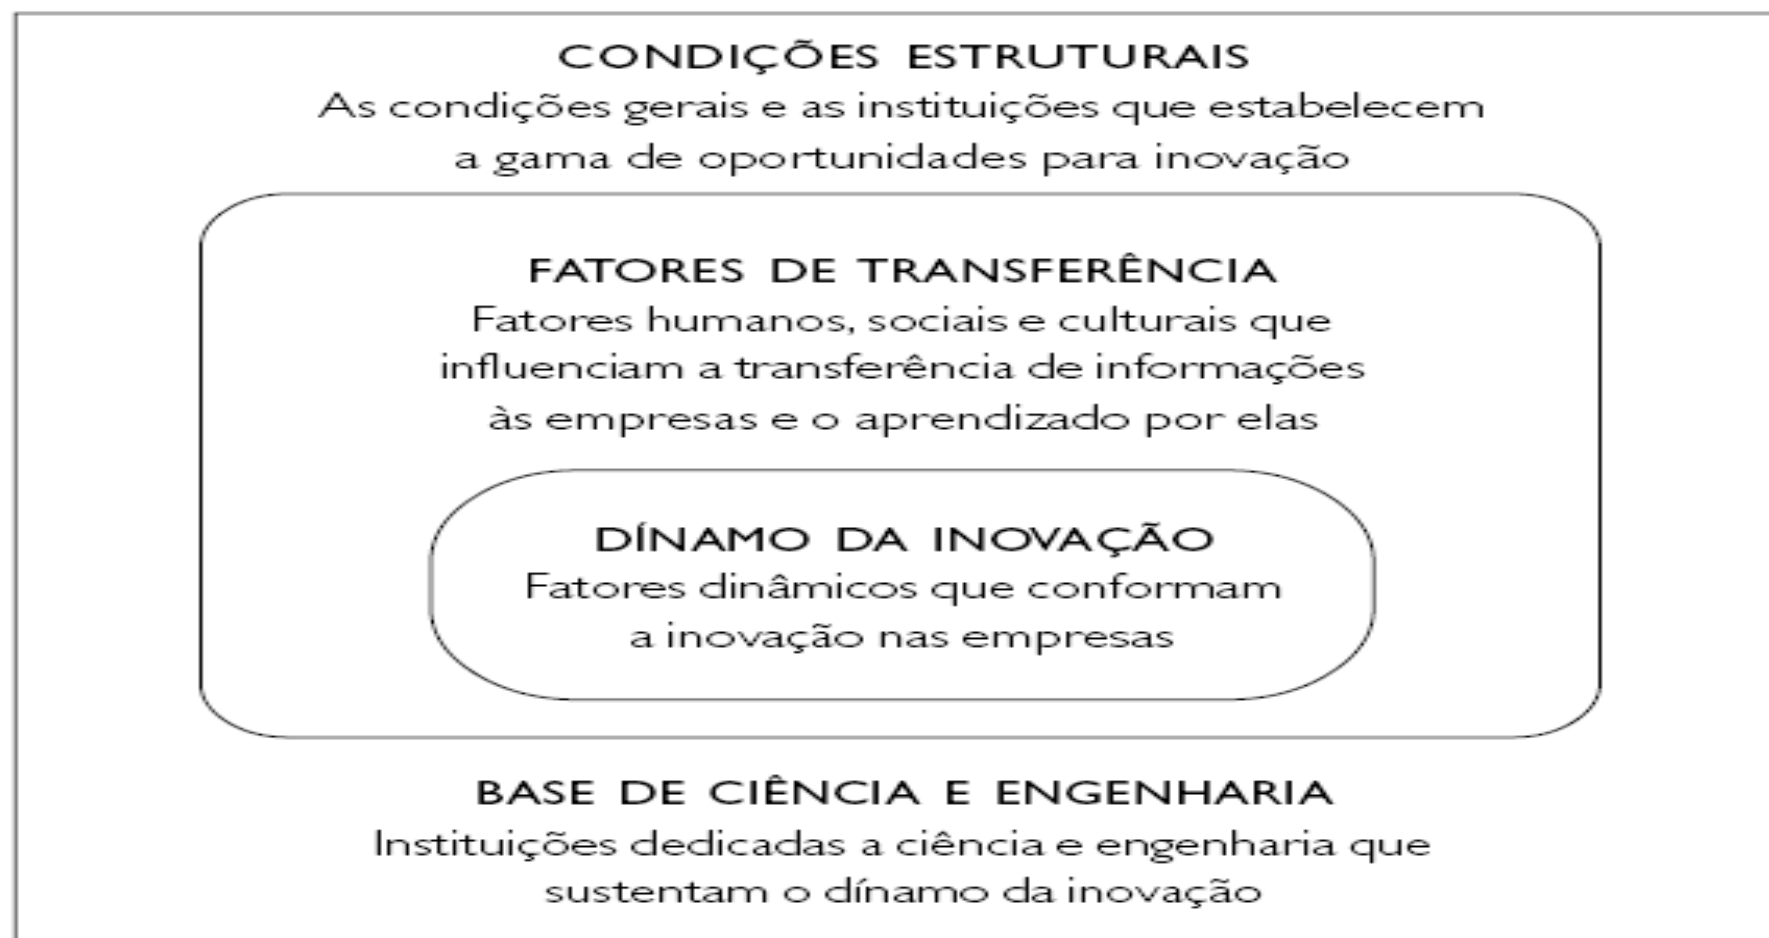 CONDIÇÕES ESTRUTURAIS
As condições gerais e as instituições que estabelecem
a gama de oportunidades para inovação
FATORES DE TRANSFERÊNCIA
Fatores humanos, sociais e culturais que
influenciam a transferência de informações
às empresas e o aprendizado por elas
DÍNAMO DA INOVAÇÃO
Fatores dinâmicos que conformam
a inovação nas empresas
BASE DE CIÊNCIA E ENGENHARIA
Instituições dedicadas a ciência e engenharia que
sustentam o dínamo da inovação